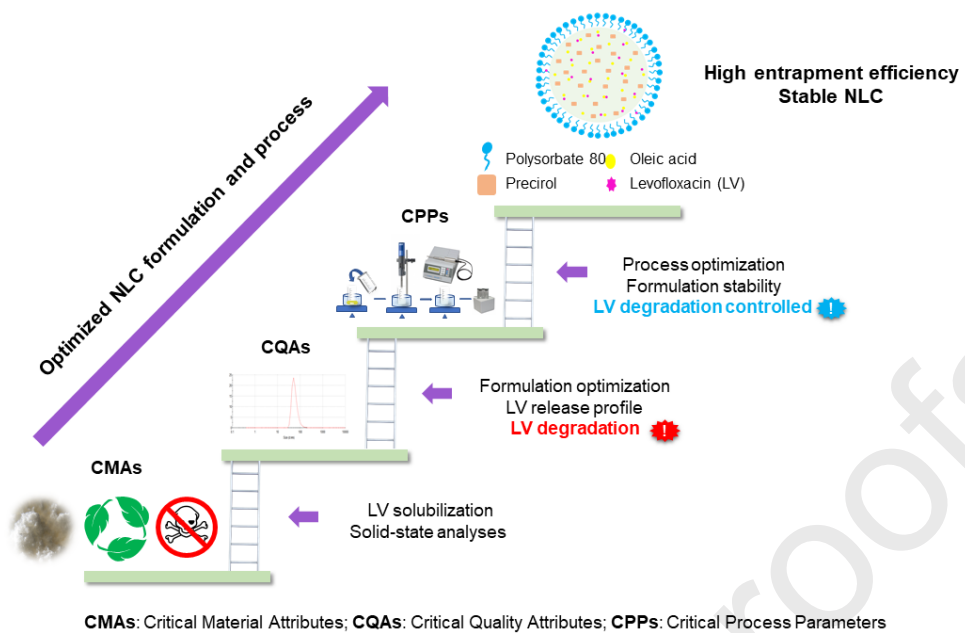 High entrapment efficiency
Stable NLC
Optimized NLC formulation and process
Polysorbate 80
Oleic acid
Precirol
Levofloxacin (LV)
CPPs
Process optimization
Formulation stability
LV degradation controlled !
CQAs
Formulation optimization
LV release profile
LV degradation !
CMAs
LV solubilization
Solid-state analyses
CMAs: Critical Material Attributes; CQAs: Critical Quality Attributes; CPPs: Critical Process Parameters
roofs